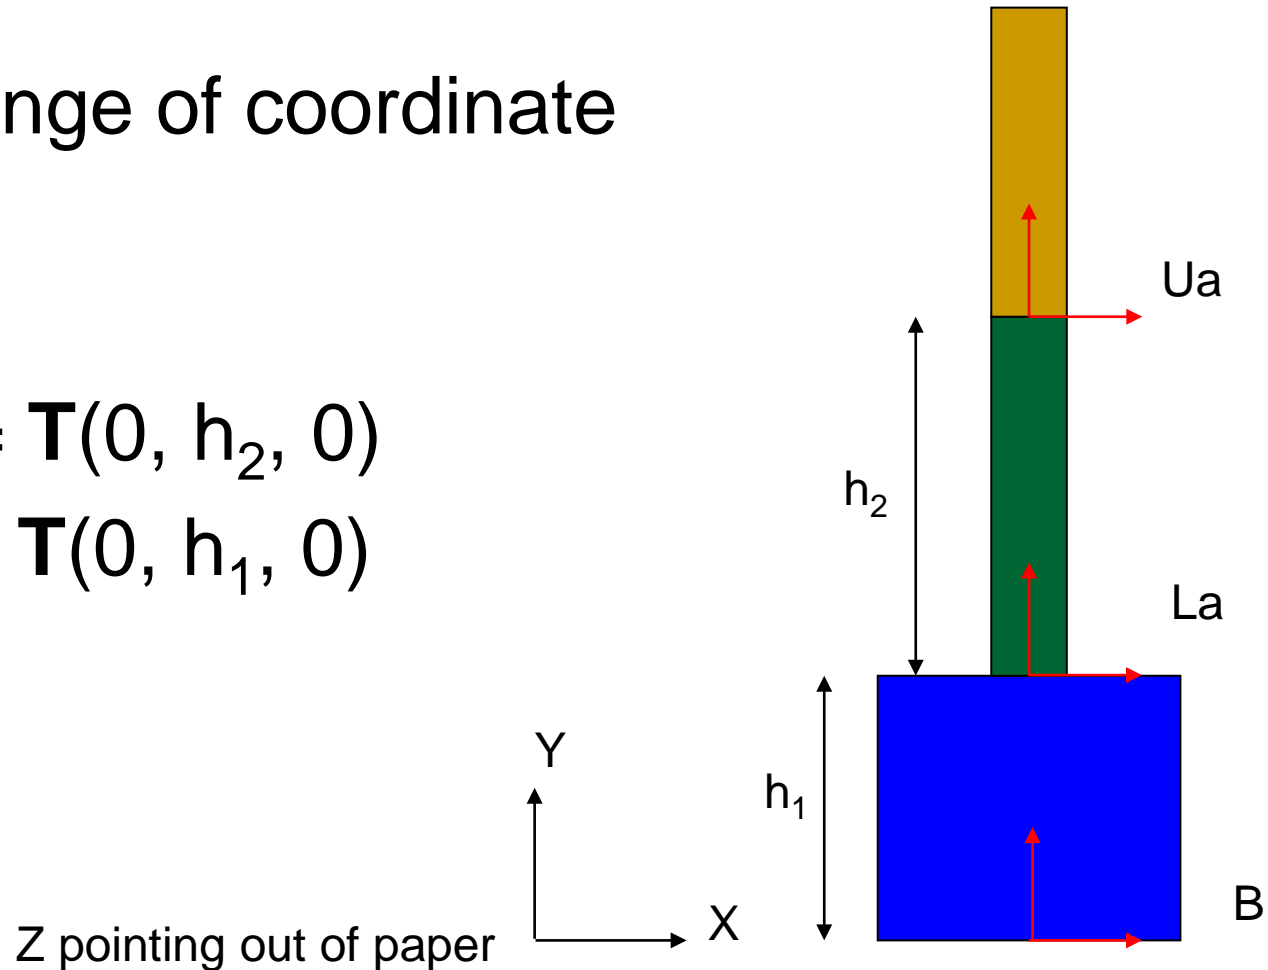 nge of coordinate
Ua
= T(0, h₂, 0)
h₂
T(0, h₁, 0)
La
Y
h₁
B
X
Z pointing out of paper